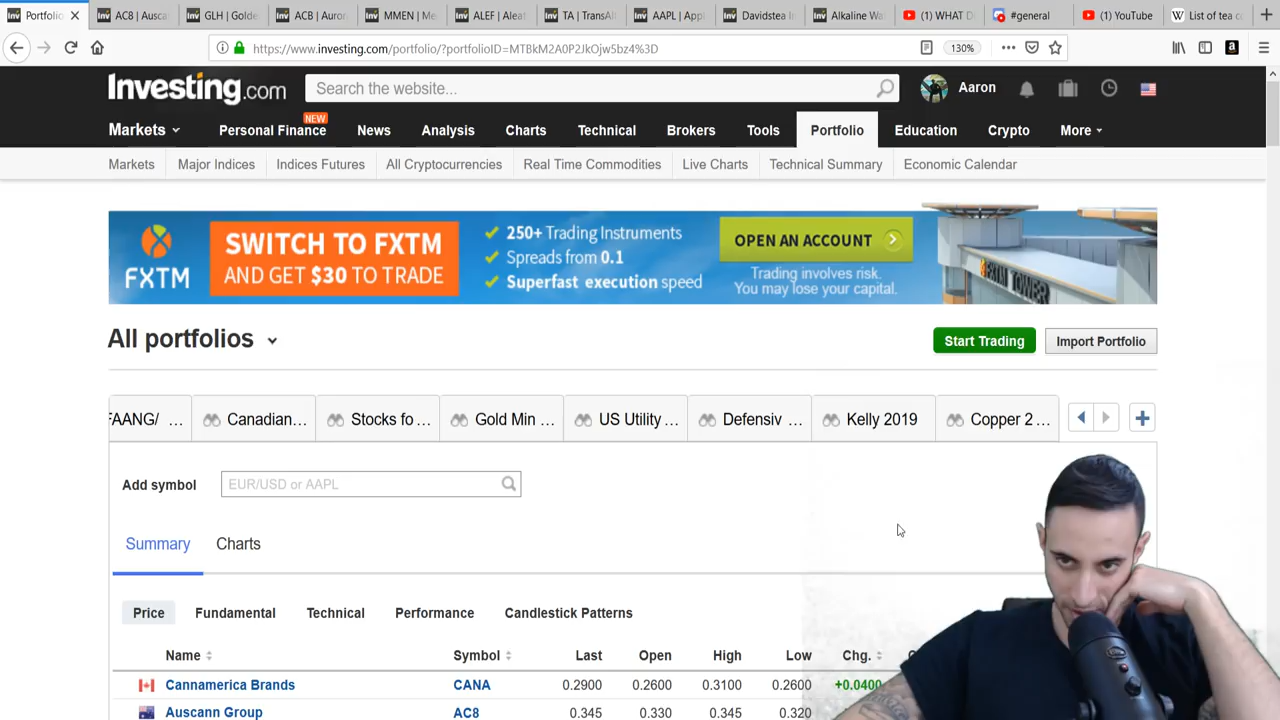 Portfolio
AC8 | Ausca
GLH | Golde
ACB | Auror
MMEN | Me
ALEF | Aleaf
TA | TransAl
AAPL | Appl
Davidstea I
Alkaline Wa
(1) WHAT D
#general
(1) YouTube
List of tea c
https://www.investing.com/portfolio/?portfolioID=MTBkM2A0P2JkOjw5bz4%3D
130%
Investing.com
Search the website...
Aaron
NEW
Markets Personal Finance News Analysis Charts Technical Brokers Tools Portfolio Education Crypto More
Markets Major Indices Indices Futures All Cryptocurrencies Real Time Commodities Live Charts Technical Summary Economic Calendar
FXTM
SWITCH TO FXTM
AND GET $30 TO TRADE
250+ Trading Instruments
Spreads from 0.1
Superfast execution speed
OPEN AN ACCOUNT
Trading involves risk.
You may lose your capital.
FXTM TOWER
All portfolios
Start Trading
Import Portfolio
FAANG/ ... Canadian... Stocks fo ... Gold Min ... US Utility ... Defensiv ... Kelly 2019 Copper 2 ...
Add symbol
EUR/USD or AAPL
Summary Charts
Price Fundamental Technical Performance Candlestick Patterns
Name Symbol Last Open High Low Chg.
Cannamerica Brands CANA 0.2900 0.2600 0.3100 0.2600 +0.0400
Auscann Group AC8 0.345 0.330 0.345 0.320